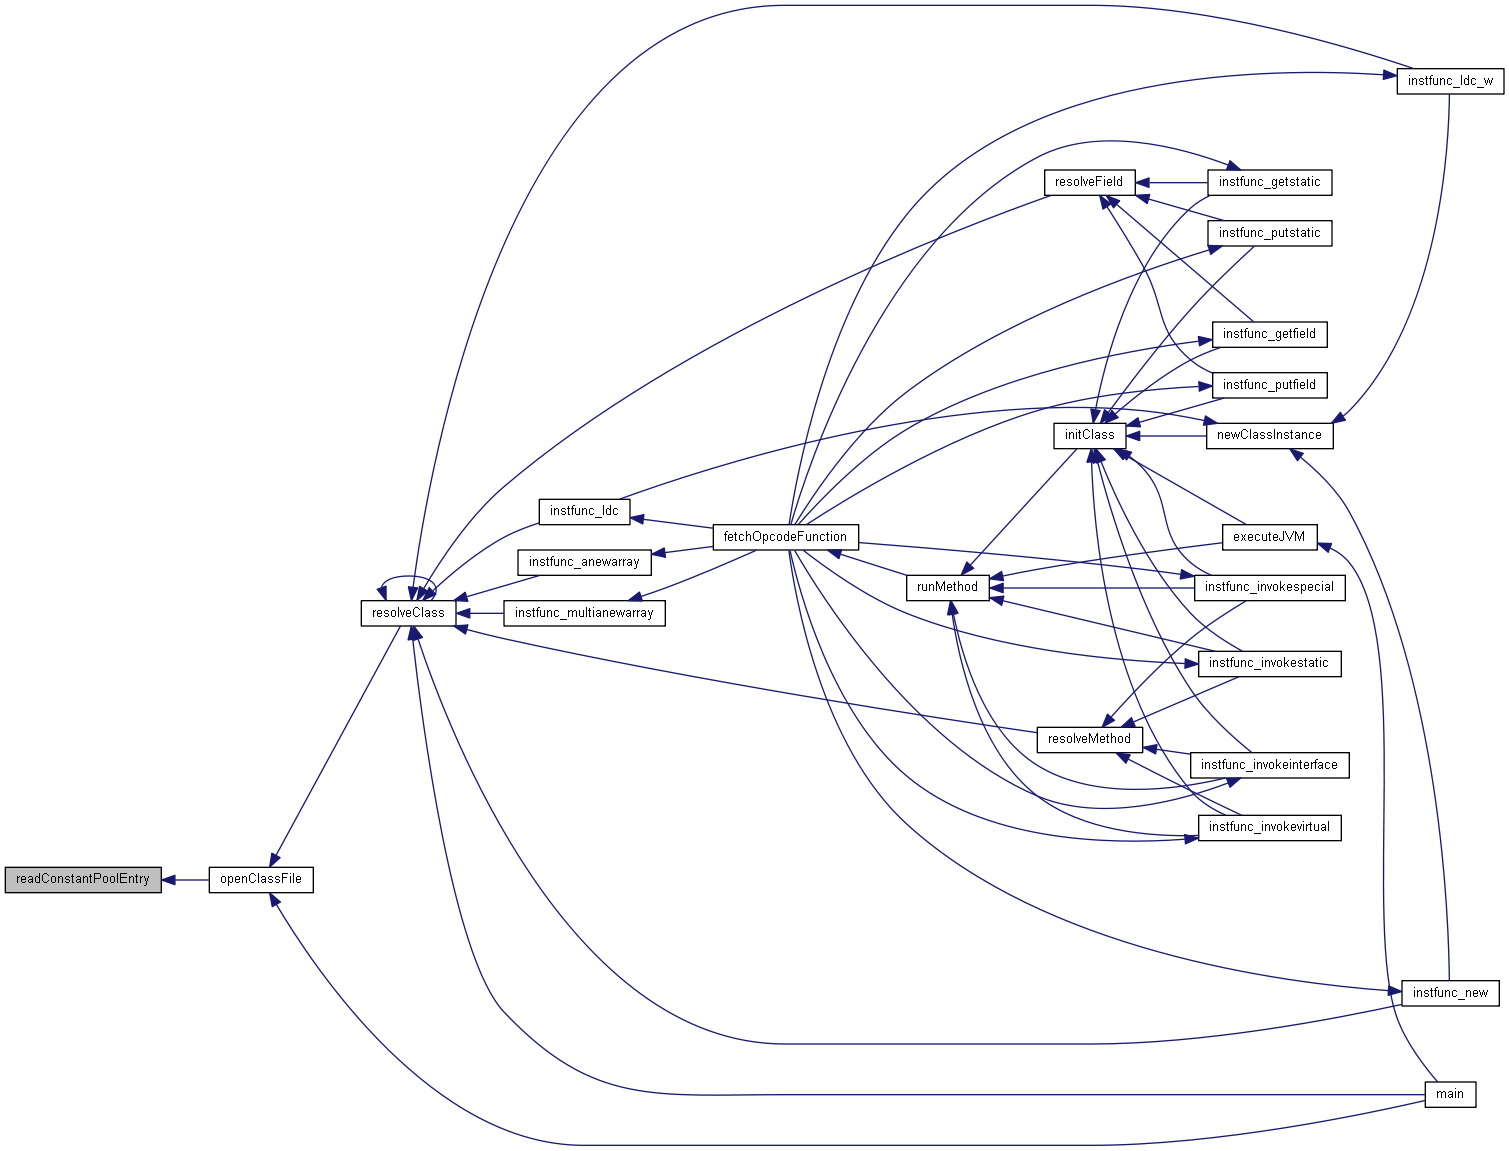 instfunc_ldc_w
resolveField
instfunc_getstatic
instfunc_putstatic
instfunc_getfield
instfunc_putfield
initClass
newClassInstance
instfunc_ldc
fetchOpcodeFunction
executeJVM
instfunc_anewarray
runMethod
instfunc_invokespecial
resolveClass
instfunc_multianewarray
instfunc_invokestatic
resolveMethod
instfunc_invokeinterface
instfunc_invokevirtual
readConstantPoolEntry
openClassFile
instfunc_new
main